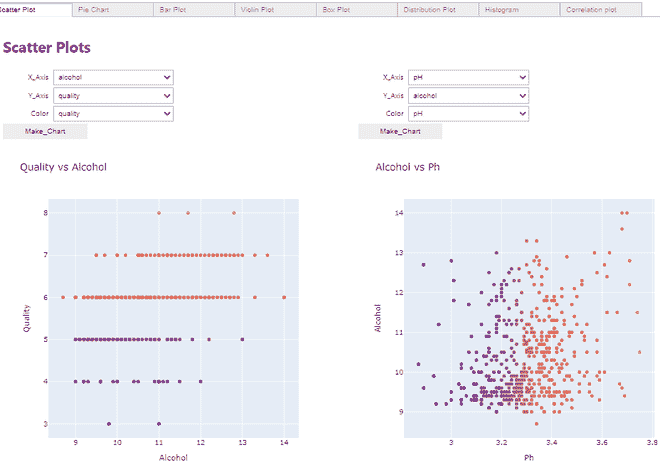 Scatter Plot
Pie Chart
Bar Plot
Violin Plot
Box Plot
Distribution Plot
Histogram
Correlation plot
Scatter Plots
X_Axis alcohol
Y_Axis quality
Color quality
Make_Chart
X_Axis pH
Y_Axis alcohol
Color pH
Make_Chart
Quality vs Alcohol
8
7
6
5
4
3
Quality
9 10 11 12 13 14
Alcohol
Alcohol vs Ph
14
13
12
11
10
9
Alcohol
3 3.2 3.4 3.6 3.8
Ph